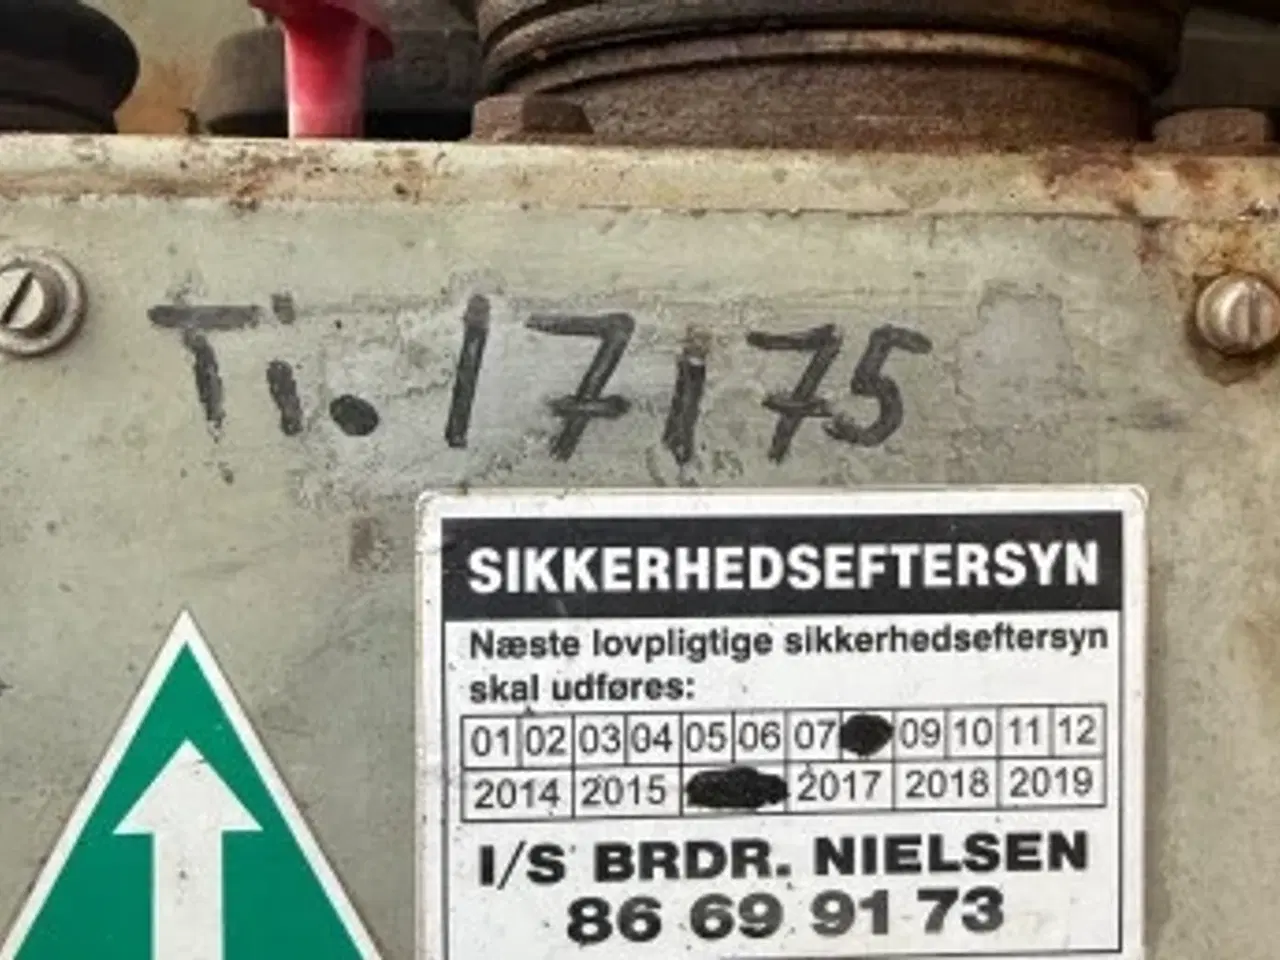 Ti. 17175
SIKKERHEDSEFTERSYN
Næste lovpligtige sikkerhedseftersyn
skal udføres:
01 02 03 04 05 06 07 09 10 11 12
2014 2015 2017 2018 2019
I/S BRDR. NIELSEN
86 69 91 73